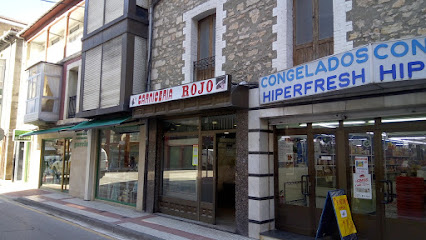 CARNICERIA ROJO
CONGELADOS CON
HIPERFRESH HIP